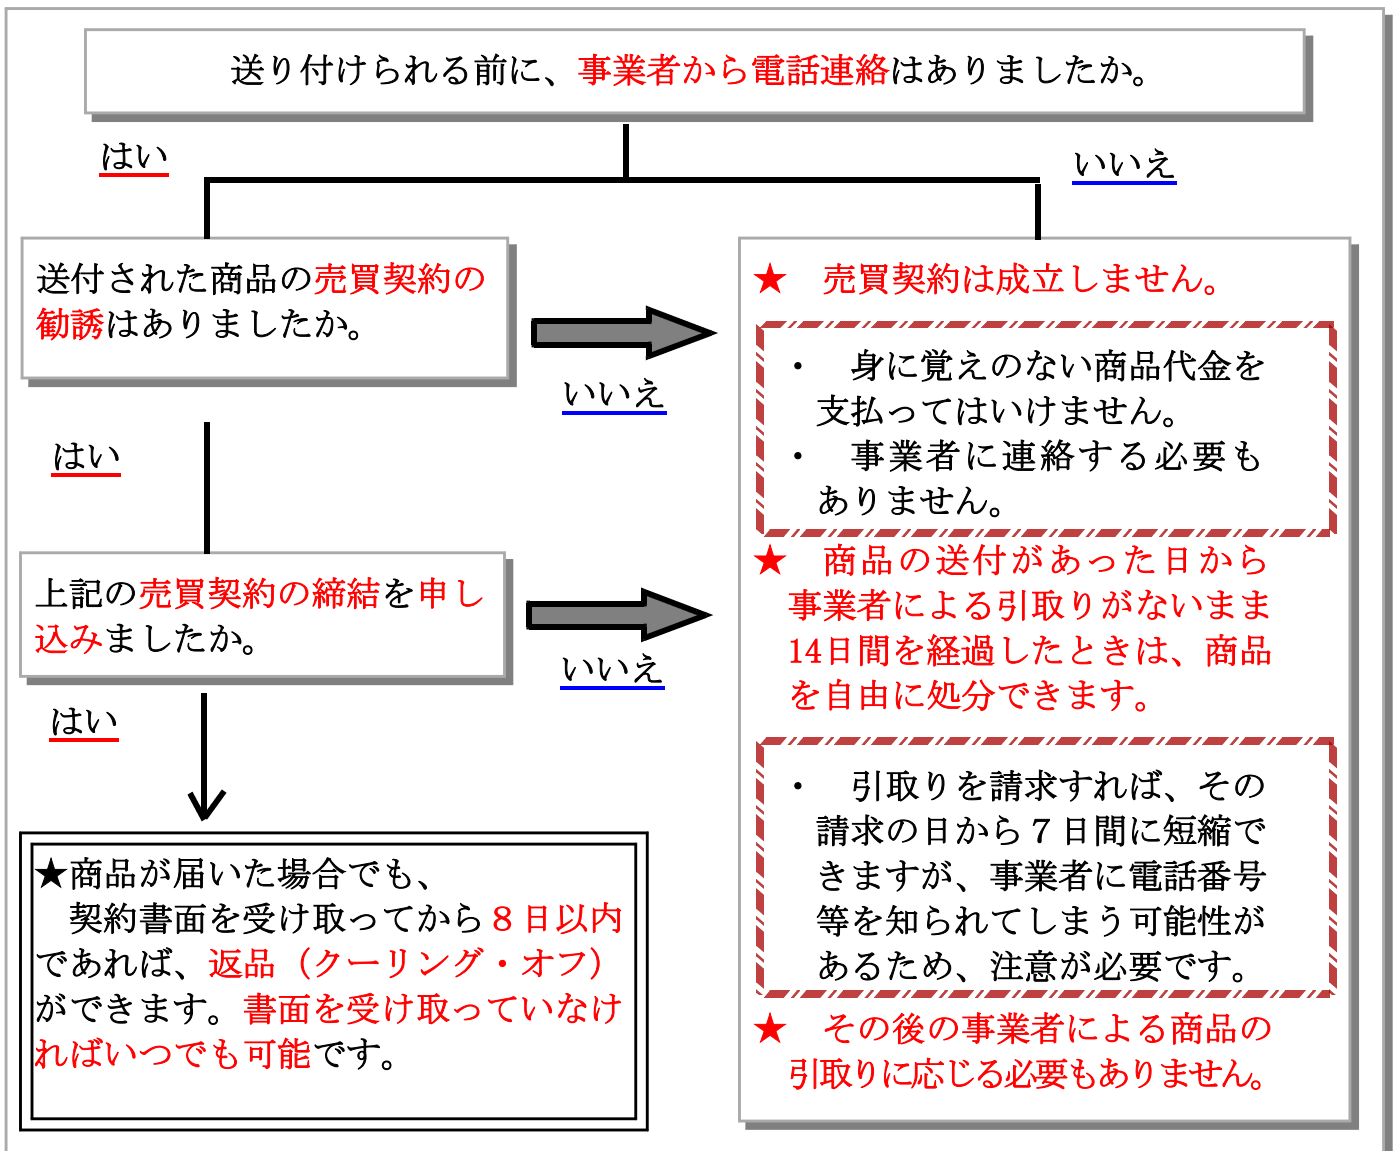 送り付けられる前に、事業者から電話連絡はありましたか。
はい
いいえ
送付された商品の売買契約の
勧誘はありましたか。
いいえ
はい
上記の売買契約の締結を申し
込みましたか。
いいえ
はい
★商品が届いた場合でも、
契約書面を受け取ってから８日以内
であれば、返品（クーリング・オフ）
ができます。書面を受け取っていなけ
ればいつでも可能です。
★　売買契約は成立しません。
・　身に覚えのない商品代金を
支払ってはいけません。
・　事業者に連絡する必要も
ありません。
★　商品の送付があった日から
事業者による引取りがないまま
14日間を経過したときは、商品
を自由に処分できます。
・　引取りを請求すれば、その
請求の日から７日間に短縮で
きますが、事業者に電話番号
等を知られてしまう可能性が
あるため、注意が必要です。
★　その後の事業者による商品の
引取りに応じる必要もありません。